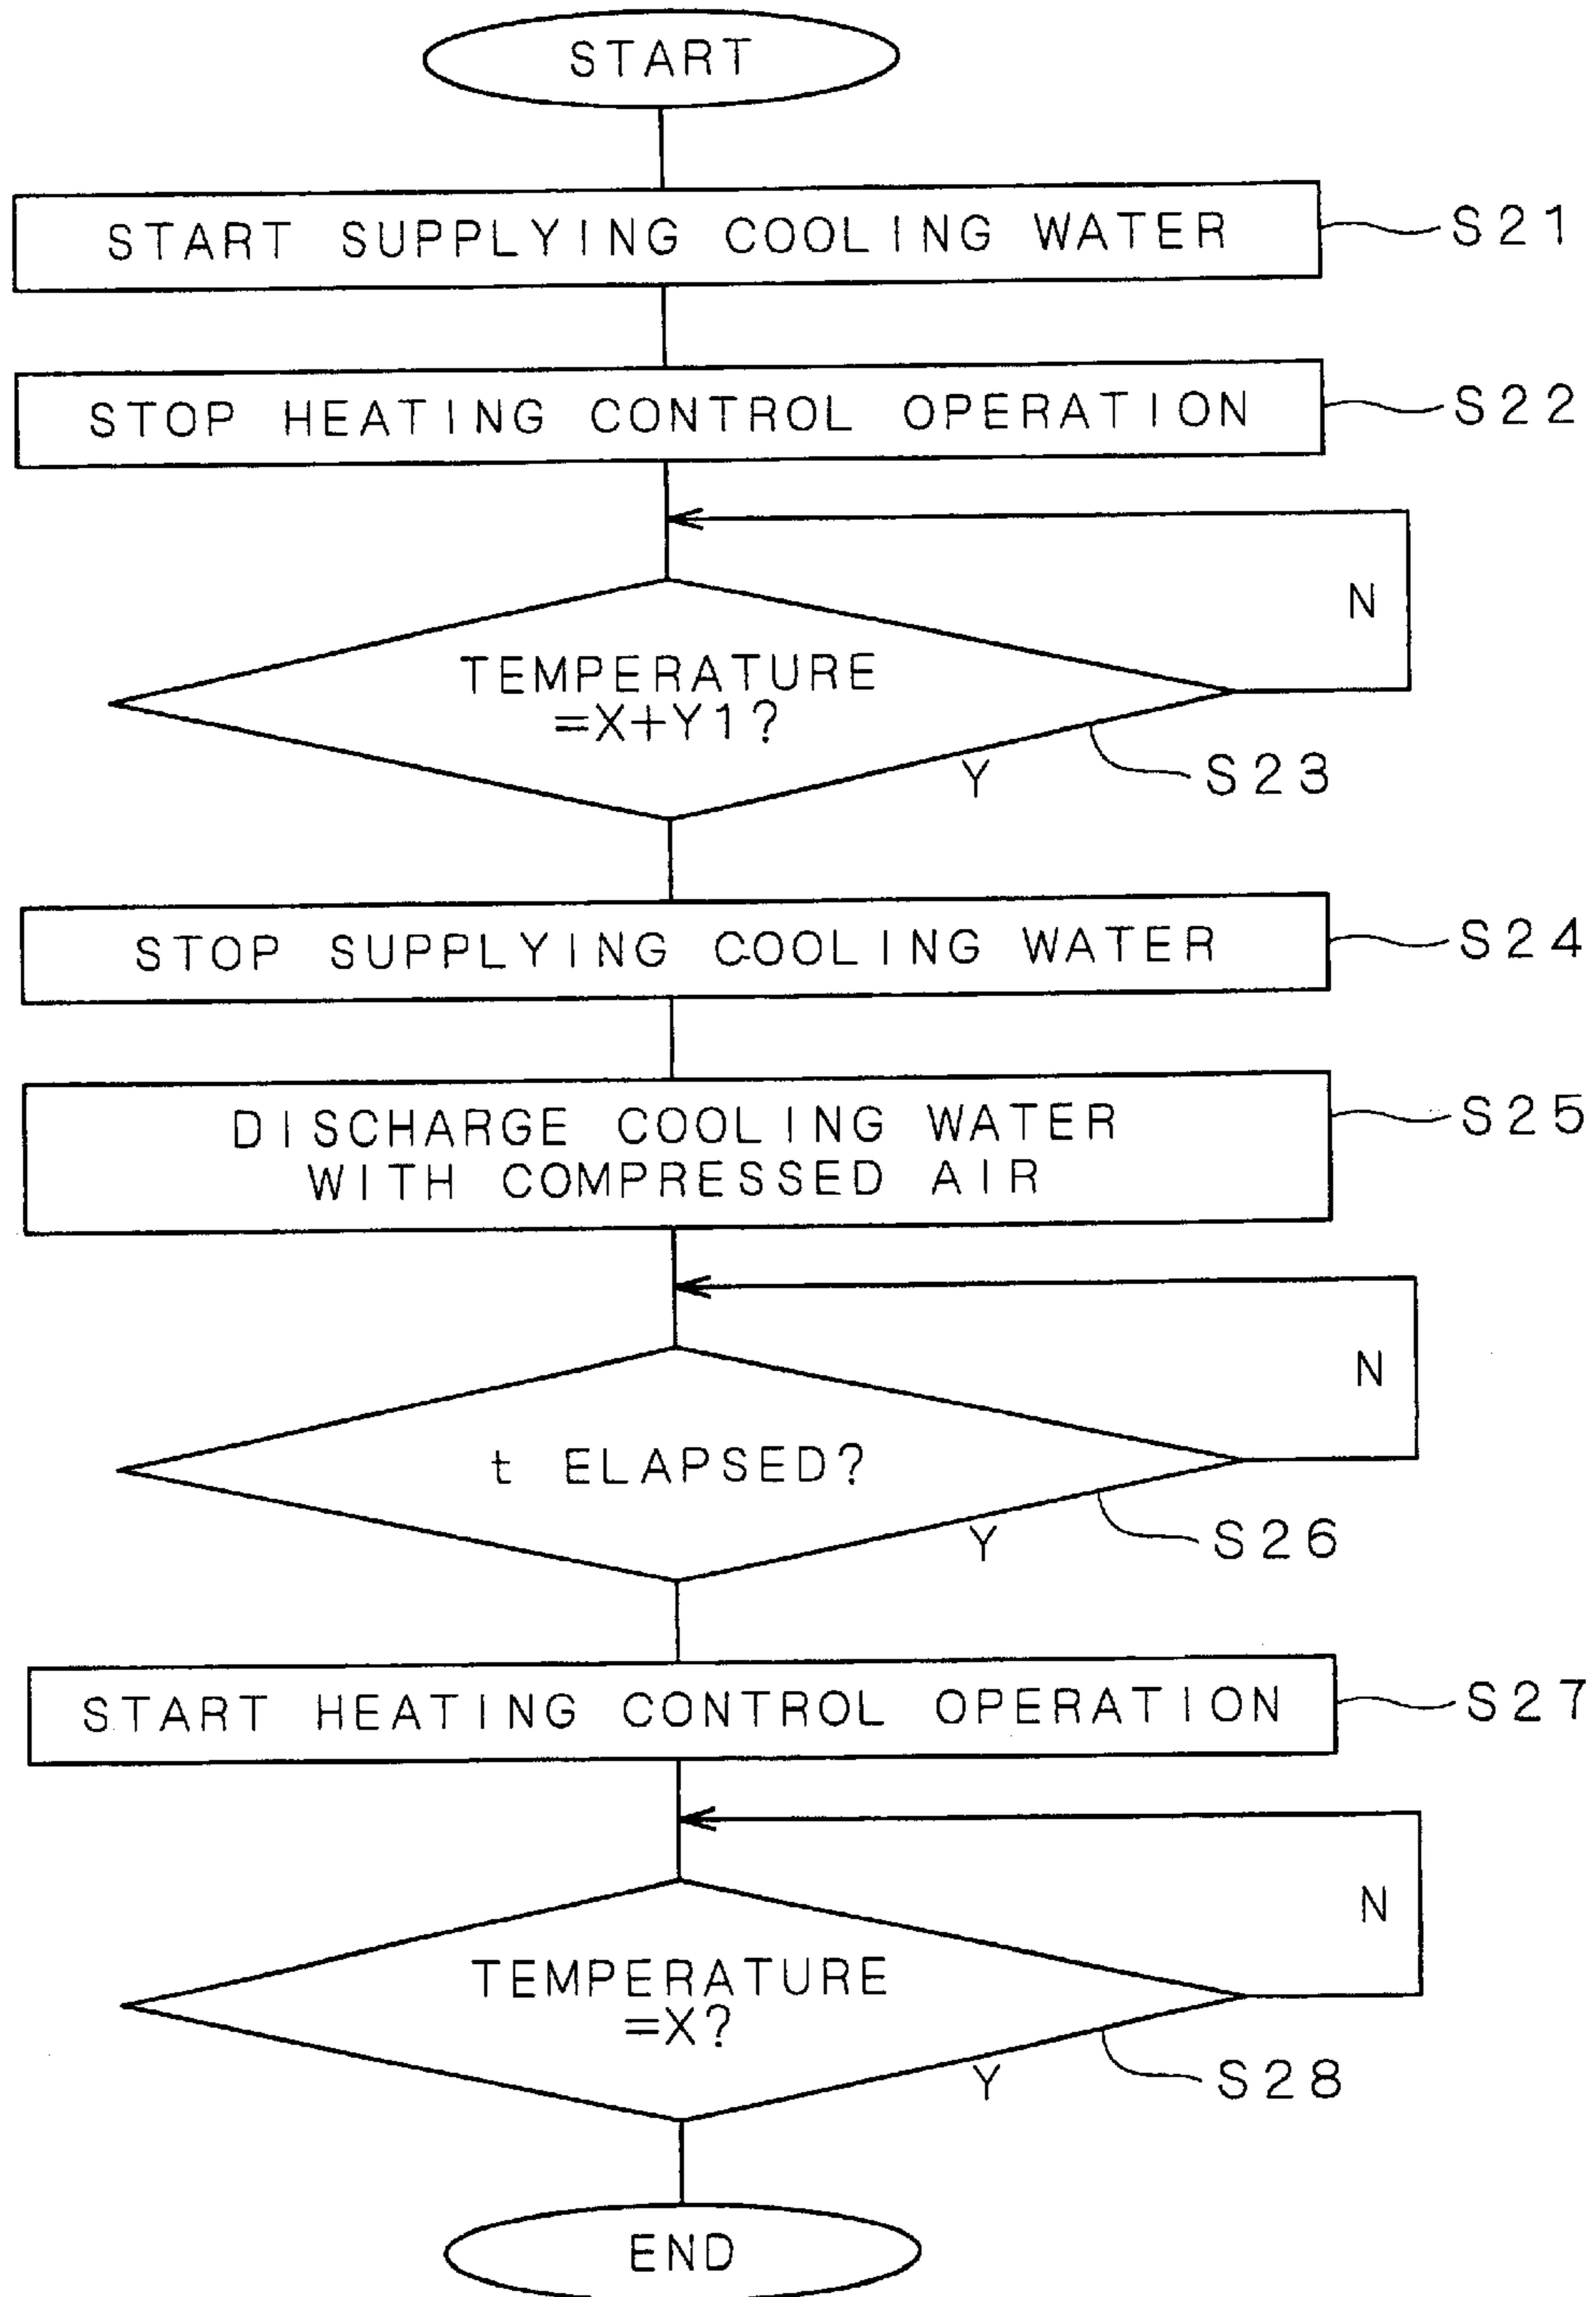 START
START SUPPLYING COOLING WATER
S21
STOP HEATING CONTROL OPERATION
S22
N
TEMPERATURE
=X+Y1?
Y
S23
STOP SUPPLYING COOLING WATER
S24
DISCHARGE COOLING WATER
WITH COMPRESSED AIR
S25
N
t ELAPSED?
Y
S26
START HEATING CONTROL OPERATION
S27
N
TEMPERATURE
=X?
Y
S28
END